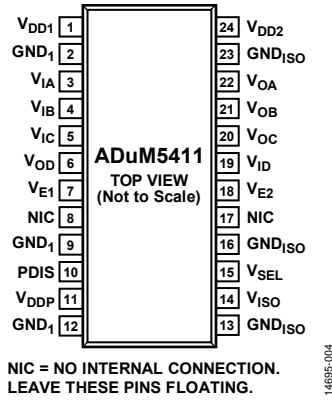 VDD1 1 24 VDD2
GND1 2 23 GNDISO
VIA 3 22 VOA
VIB 4 21 VOB
VIC 5 20 VOC
VOD 6 ADuM5411 19 VID
TOP VIEW
(Not to Scale)
VE1 7 18 VE2
NIC 8 17 NIC
GND1 9 16 GNDISO
PDIS 10 15 VSEL
VDDP 11 14 VISO
GND1 12 13 GNDISO
NIC = NO INTERNAL CONNECTION.
LEAVE THESE PINS FLOATING.
14695-004